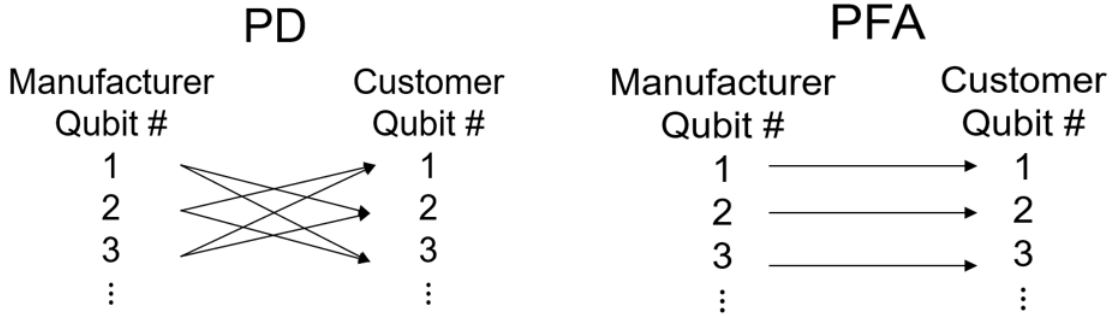 PD
Manufacturer
Qubit #
Customer
Qubit #
1
1
2
2
3
3
⋮
⋮
PFA
Manufacturer
Qubit #
Customer
Qubit #
1
1
2
2
3
3
⋮
⋮